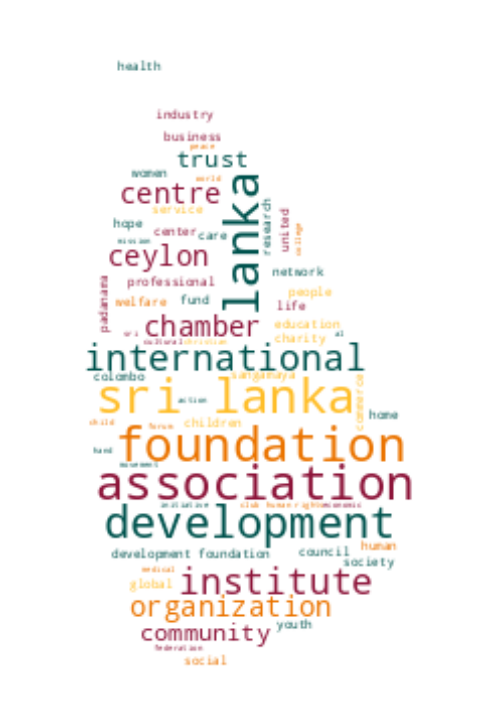 health
industry
business
peace
trust
women
world
centre
lanka
service
research
united
hope
center
care
college
mission
ceylon
network
professional
people
padanama
welfare
fund
life
chamber
education
sri
charity
al
cultural
christian
international
colombo
sangamaya
sri lanka
commerce
action
home
child
forum
children
foundation
hand
movement
association
initiative
club
human rights
economic
development
development foundation
council
human
society
medical
global
institute
organization
youth
community
federation
social